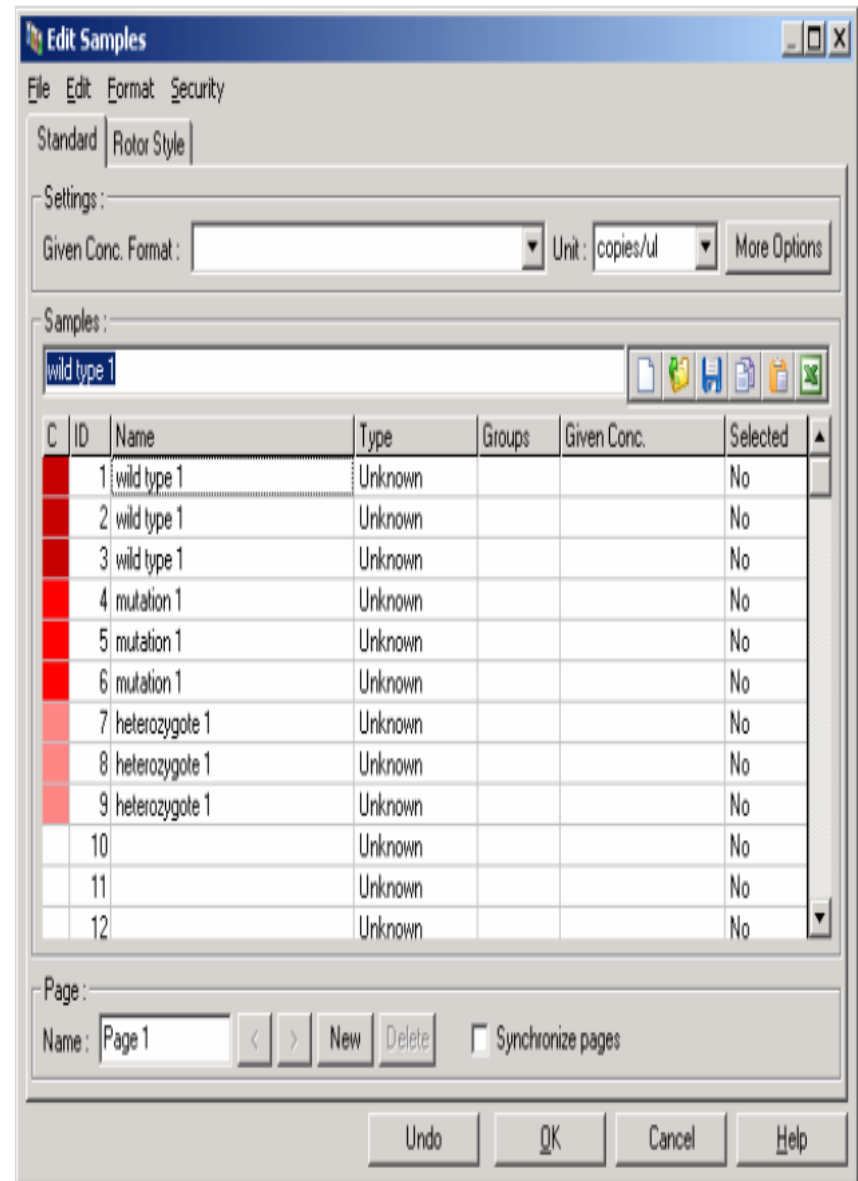 Edit Samples
File Edit Format Security
Standard Rotor Style
Settings :
Given Conc. Format : Unit : copies/ul More Options
Samples :
wild type 1
C ID Name Type Groups Given Conc. Selected
1 wild type 1 Unknown No
2 wild type 1 Unknown No
3 wild type 1 Unknown No
4 mutation 1 Unknown No
5 mutation 1 Unknown No
6 mutation 1 Unknown No
7 heterozygote 1 Unknown No
8 heterozygote 1 Unknown No
9 heterozygote 1 Unknown No
10 Unknown No
11 Unknown No
12 Unknown No
Page :
Name : Page 1 < > New Delete Synchronize pages
Undo OK Cancel Help